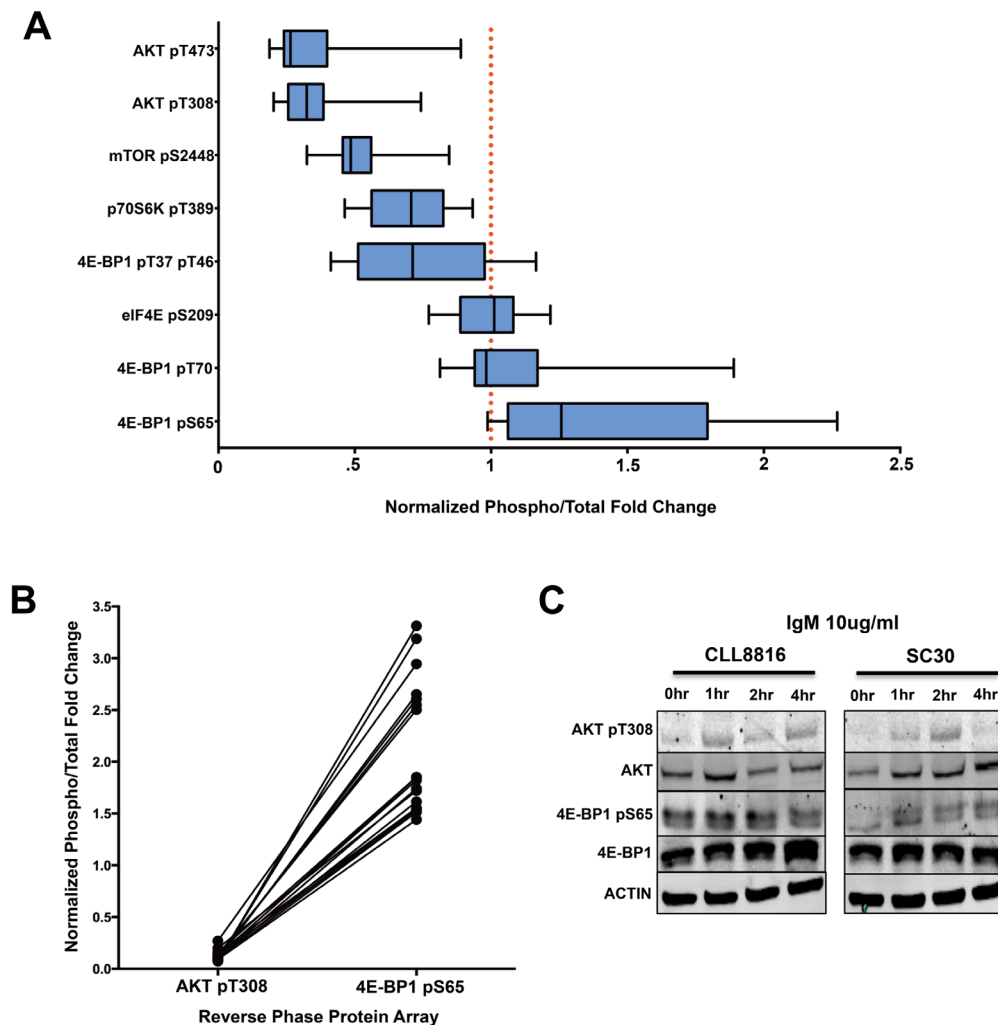 A
AKT pT473
AKT pT308
mTOR pS2448
p70S6K pT389
4E-BP1 pT37 pT46
eIF4E pS209
4E-BP1 pT70
4E-BP1 pS65
0 .5 1 1.5 2 2.5
Normalized Phospho/Total Fold Change
B
Normalized Phospho/Total Fold Change
3.5
3.0
2.5
2.0
1.5
1.0
0.5
0.0
AKT pT308 4E-BP1 pS65
Reverse Phase Protein Array
C
IgM 10ug/ml
CLL8816 SC30
0hr 1hr 2hr 4hr 0hr 1hr 2hr 4hr
AKT pT308
AKT
4E-BP1 pS65
4E-BP1
ACTIN